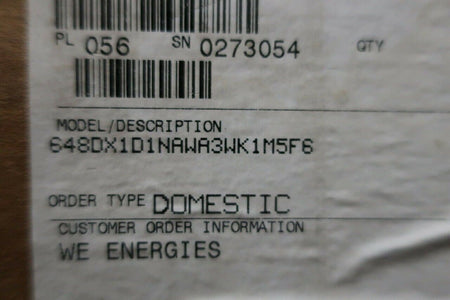 PL 056 SN 0273054 QTY
MODEL/DESCRIPTION
648DX1D1NAWA3WK1M5F6
ORDER TYPE DOMESTIC
CUSTOMER ORDER INFORMATION
WE ENERGIES